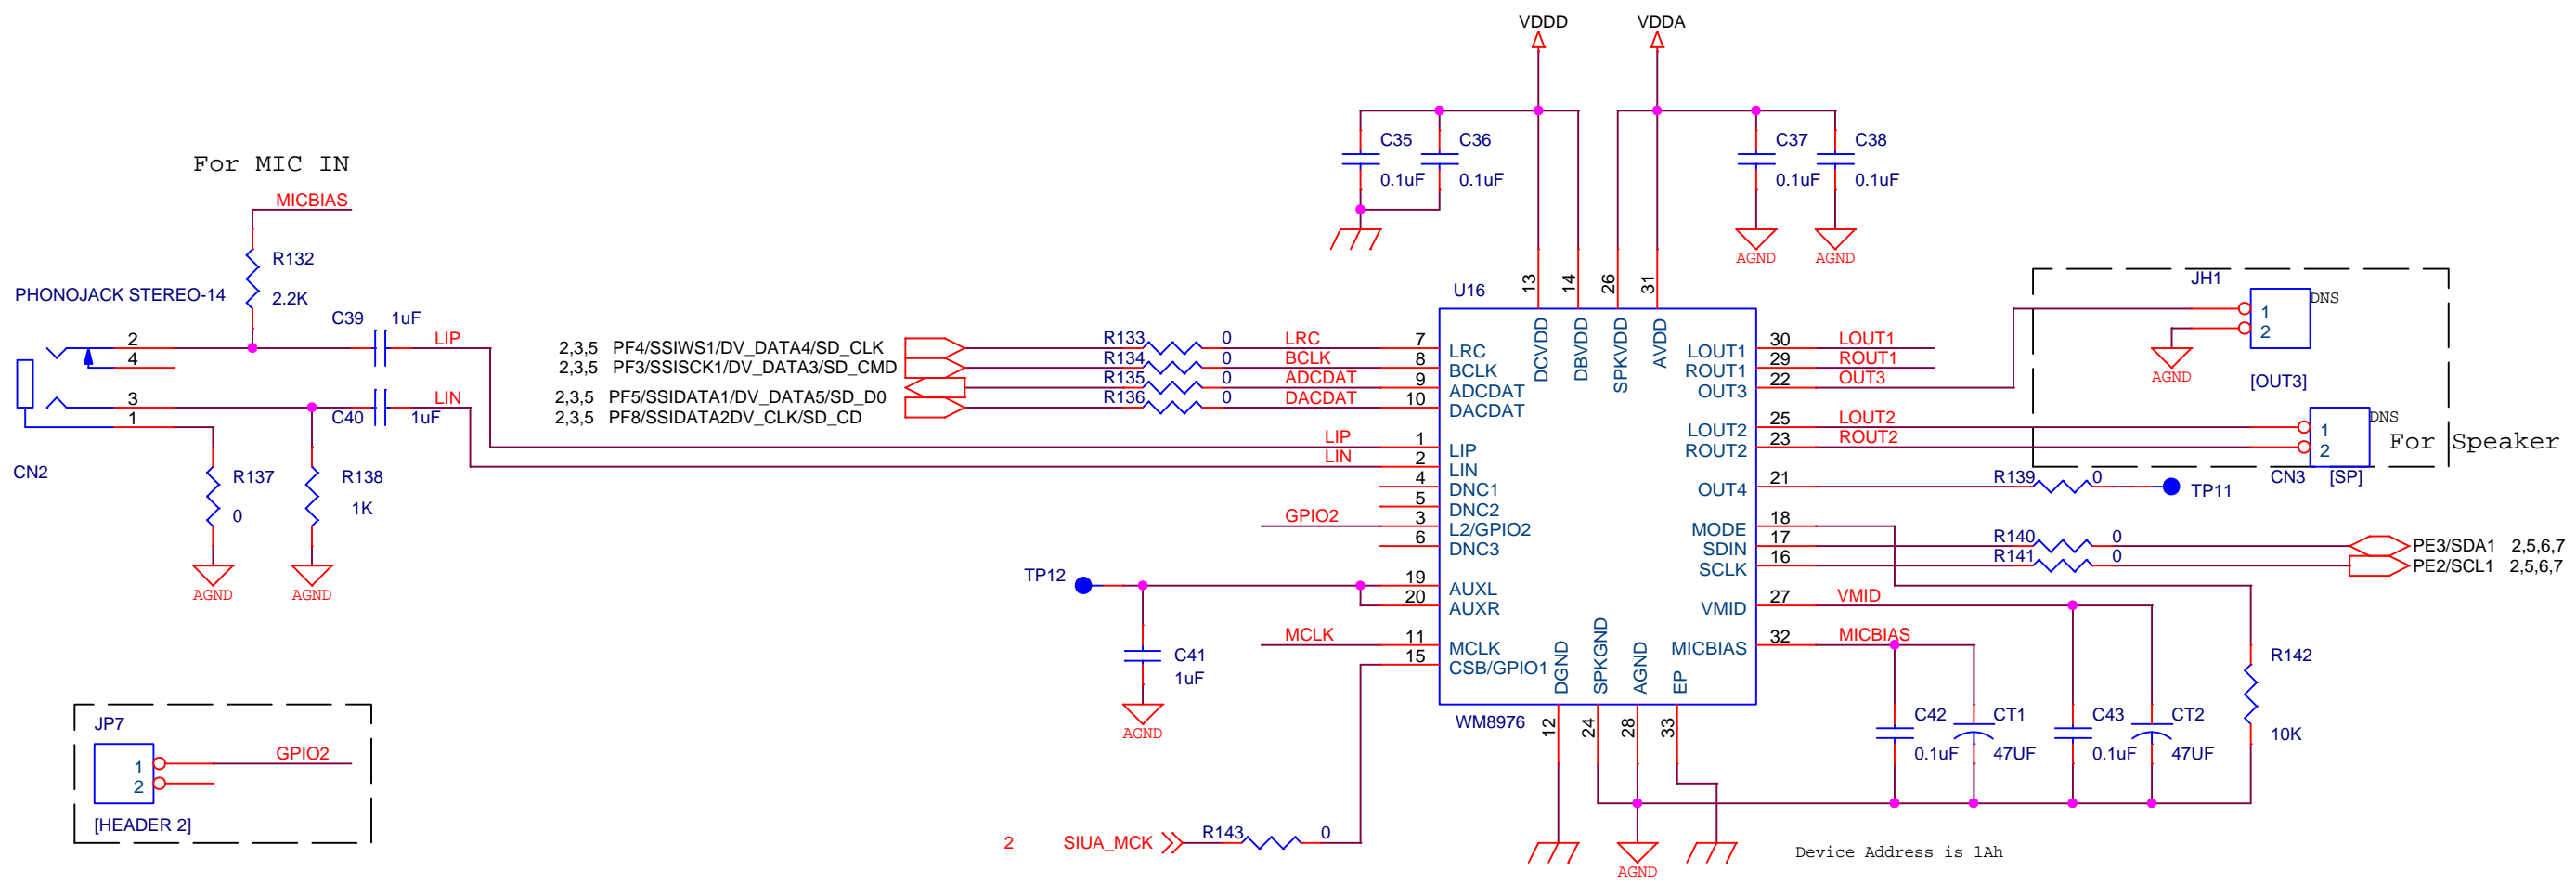 VDDD
VDDA
C35
0.1uF
C36
0.1uF
C37
0.1uF
C38
0.1uF
AGND
AGND
For MIC IN
MICBIAS
R132
2.2K
PHONOJACK STEREO-14
2
4
3
1
CN2
C39
1uF
LIP
C40
1uF
LIN
R137
0
R138
1K
AGND
AGND
2,3,5 PF4/SSIWS1/DV_DATA4/SD_CLK
2,3,5 PF3/SSISCK1/DV_DATA3/SD_CMD
2,3,5 PF5/SSIDATA1/DV_DATA5/SD_D0
2,3,5 PF8/SSIDATA2DV_CLK/SD_CD
R133 0 LRC
R134 0 BCLK
R135 0 ADCDAT
R136 0 DACDAT
LIP
LIN
GPIO2
TP12
C41
1uF
AGND
MCLK
2 SIUA_MCK
R143 0
U16
13 DCVDD
14 DBVDD
26 SPKVDD
31 AVDD
7 LRC
8 BCLK
9 ADCDAT
10 DACDAT
1 LIP
2 LIN
4 DNC1
5 DNC2
3 L2/GPIO2
6 DNC3
19 AUXL
20 AUXR
11 MCLK
15 CSB/GPIO1
30 LOUT1
29 ROUT1
22 OUT3
25 LOUT2
23 ROUT2
21 OUT4
18 MODE
17 SDIN
16 SCLK
27 VMID
32 MICBIAS
DGND 12
SPKGND 24
AGND 28
EP 33
WM8976
LOUT1
ROUT1
OUT3
LOUT2
ROUT2
JH1
DNS
1
2
AGND
[OUT3]
DNS
1
2
For Speaker
CN3 [SP]
R139 0
TP11
R140 0
R141 0
PE3/SDA1 2,5,6,7
PE2/SCL1 2,5,6,7
VMID
MICBIAS
R142
10K
C42
0.1uF
CT1
47UF
C43
0.1uF
CT2
47UF
AGND
Device Address is 1Ah
JP7
1
2
GPIO2
[HEADER 2]